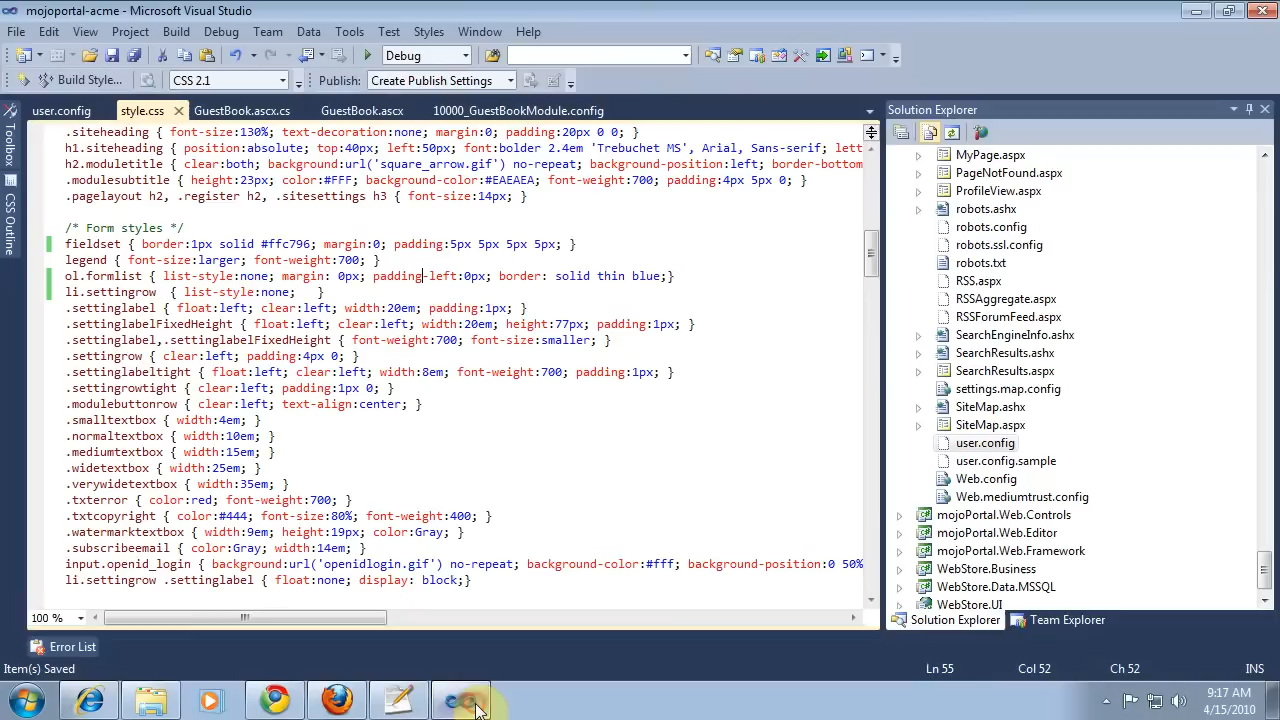 mojoportal-acme - Microsoft Visual Studio
File Edit View Project Build Debug Team Data Tools Test Styles Window Help
Debug
Build Style... CSS 2.1 Publish: Create Publish Settings
user.config style.css GuestBook.ascx.cs GuestBook.ascx 10000_GuestBookModule.config
.siteheading { font-size:130%; text-decoration:none; margin:0; padding:20px 0 0; }
h1.siteheading { position:absolute; top:40px; left:50px; font:bolder 2.4em 'Trebuchet MS', Arial, Sans-serif; lett
h2.moduletitle { clear:both; background:url('square_arrow.gif') no-repeat; background-position:left; border-bottom
.modulesubtitle { height:23px; color:#FFF; background-color:#EAEAEA; font-weight:700; padding:4px 5px 0; }
.pagelayout h2, .register h2, .sitesettings h3 { font-size:14px; }
/* Form styles */
fieldset { border:1px solid #ffc796; margin:0; padding:5px 5px 5px 5px; }
legend { font-size:larger; font-weight:700; }
ol.formlist { list-style:none; margin: 0px; padding-left:0px; border: solid thin blue;}
li.settingrow { list-style:none; }
.settinglabel { float:left; clear:left; width:20em; padding:1px; }
.settinglabelFixedHeight { float:left; clear:left; width:20em; height:77px; padding:1px; }
.settinglabel,.settinglabelFixedHeight { font-weight:700; font-size:smaller; }
.settingrow { clear:left; padding:4px 0; }
.settinglabeltight { float:left; clear:left; width:8em; font-weight:700; padding:1px; }
.settingrowtight { clear:left; padding:1px 0; }
.modulebuttonrow { clear:left; text-align:center; }
.smalltextbox { width:4em; }
.normaltextbox { width:10em; }
.mediumtextbox { width:15em; }
.widetextbox { width:25em; }
.verywidetextbox { width:35em; }
.txterror { color:red; font-weight:700; }
.txtcopyright { color:#444; font-size:80%; font-weight:400; }
.watermarktextbox { width:9em; height:19px; color:Gray; }
.subscribeemail { color:Gray; width:14em; }
input.openid_login { background:url('openidlogin.gif') no-repeat; background-color:#fff; background-position:0 50%
li.settingrow .settinglabel { float:none; display: block;}
100 %
Toolbox
CSS Outline
Solution Explorer
MyPage.aspx
PageNotFound.aspx
ProfileView.aspx
robots.ashx
robots.config
robots.ssl.config
robots.txt
RSS.aspx
RSSAggregate.aspx
RSSForumFeed.aspx
SearchEngineInfo.ashx
SearchResults.ashx
SearchResults.aspx
settings.map.config
SiteMap.ashx
SiteMap.aspx
user.config
user.config.sample
Web.config
Web.mediumtrust.config
mojoPortal.Web.Controls
mojoPortal.Web.Editor
mojoPortal.Web.Framework
WebStore.Business
WebStore.Data.MSSQL
WebStore.UI
Solution Explorer Team Explorer
Error List
Item(s) Saved Ln 55 Col 52 Ch 52 INS
9:17 AM
4/15/2010